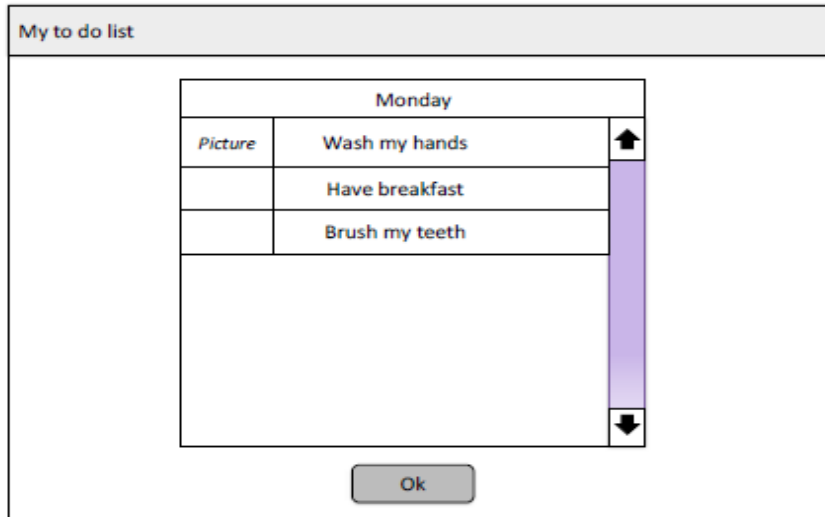 My to do list
Monday
Picture Wash my hands
Have breakfast
Brush my teeth
Ok